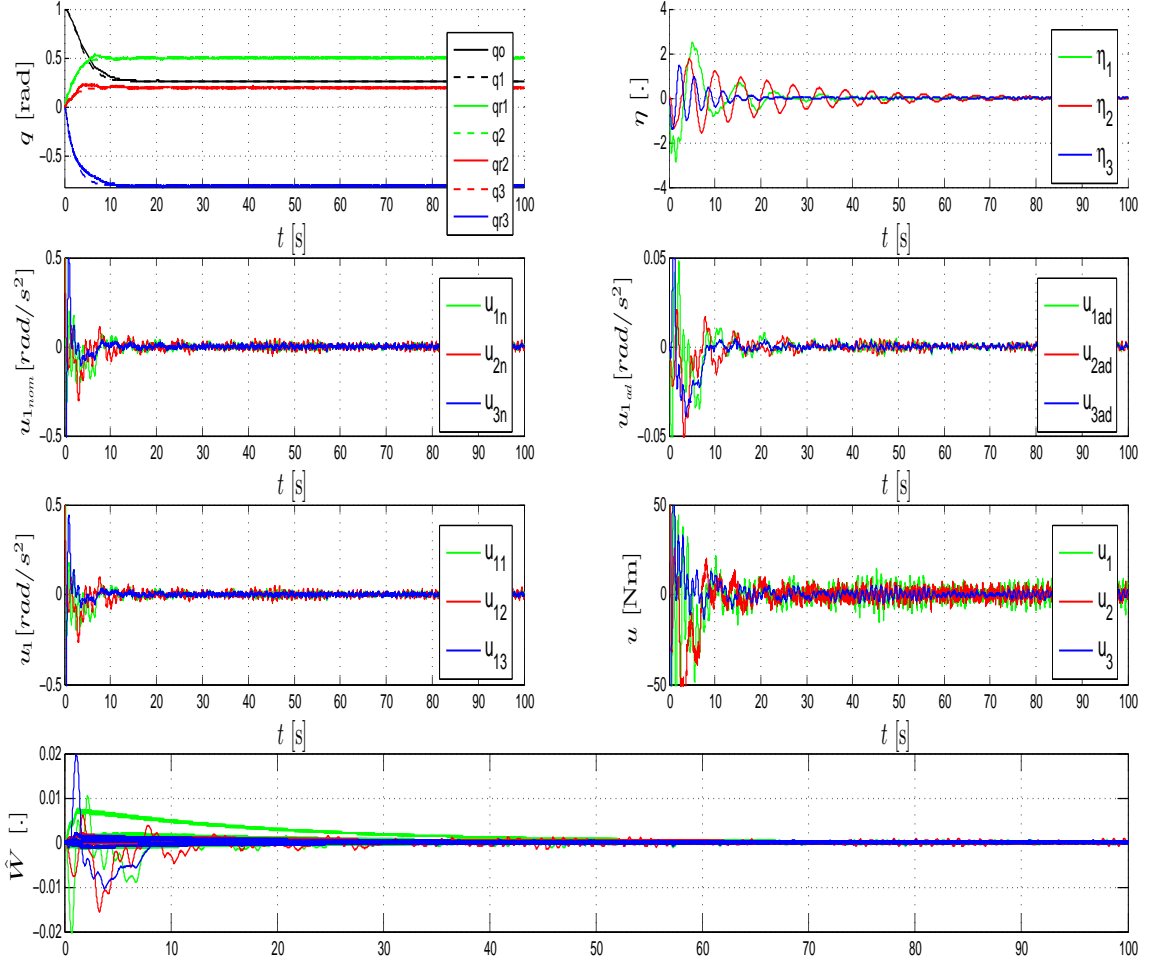 1
0.5
0
−0.5
q [rad]
0 10 20 30 40 50 60 70 80 90 100
t [s]
qo
q1
qr1
q2
qr2
q3
qr3
4
2
0
−2
−4
η [.]
0 10 20 30 40 50 60 70 80 90 100
t [s]
η1
η2
η3
0.5
0
−0.5
u1nom [rad/s2]
0 10 20 30 40 50 60 70 80 90 100
t [s]
u1n
u2n
u3n
0.05
0
−0.05
u1ad [rad/s2]
0 10 20 30 40 50 60 70 80 90 100
t [s]
u1ad
u2ad
u3ad
0.5
0
−0.5
u1 [rad/s2]
0 10 20 30 40 50 60 70 80 90 100
t [s]
u11
u12
u13
50
0
−50
u [Nm]
0 10 20 30 40 50 60 70 80 90 100
t [s]
u1
u2
u3
0.02
0.01
0
−0.01
−0.02
Ŵ [.]
0 10 20 30 40 50 60 70 80 90 100